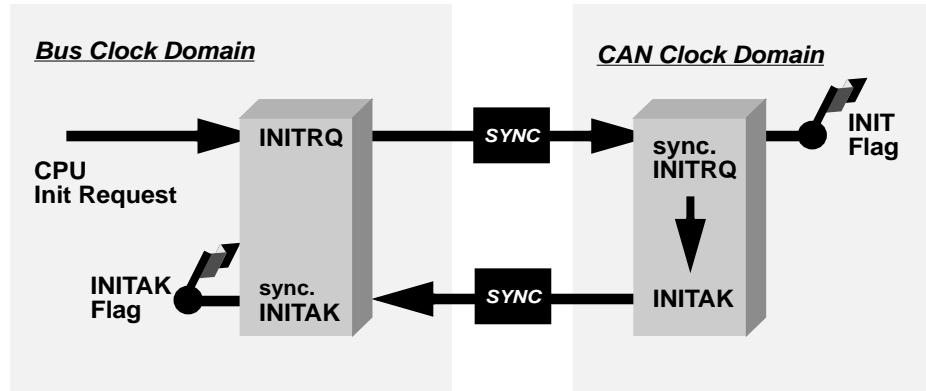 Bus Clock Domain
CAN Clock Domain
CPU
Init Request
INITRQ
SYNC
sync.
INITRQ
INIT
Flag
INITAK
Flag
sync.
INITAK
SYNC
INITAK